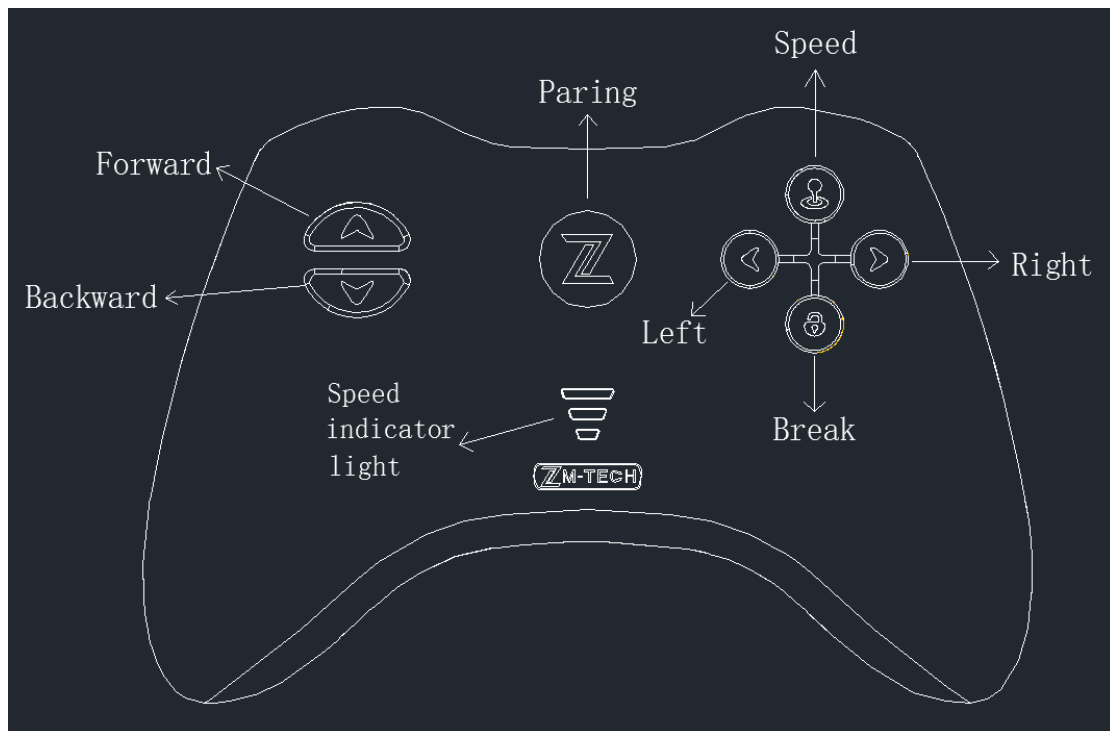 Speed
Paring
Forward
Right
Backward
Left
Speed
indicator
light
Break
ZM-TECH